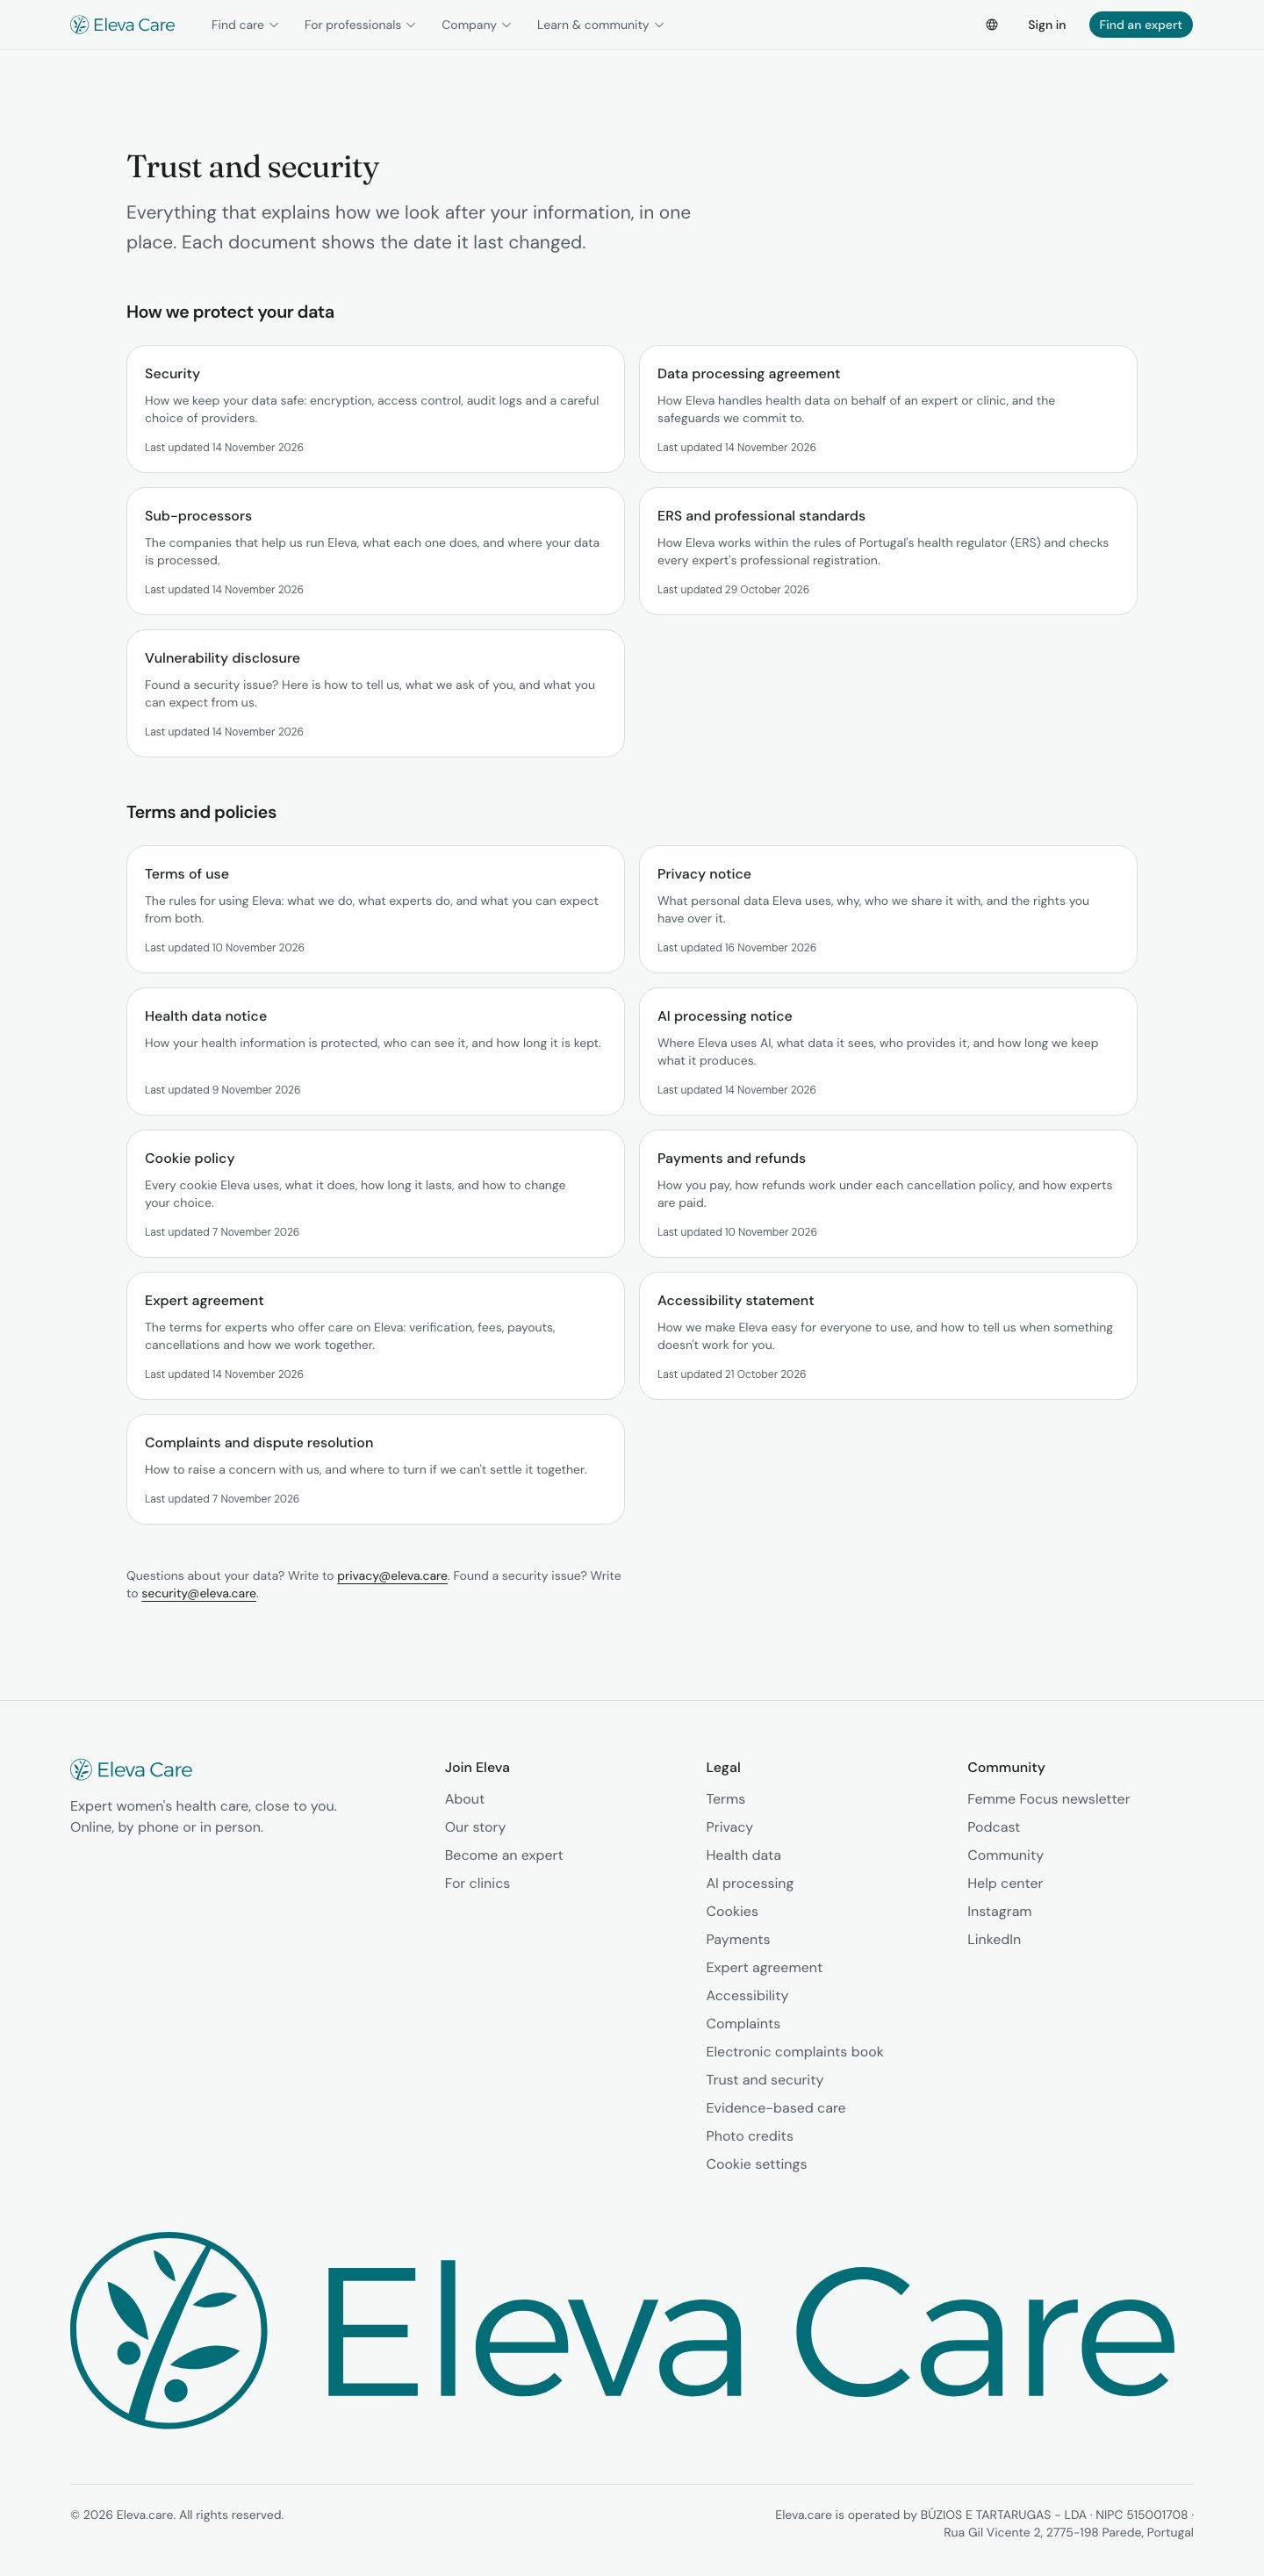 Eleva Care
Find care
For professionals
Company
Learn & community
Sign in
Find an expert
Trust and security
Everything that explains how we look after your information, in one
place. Each document shows the date it last changed.
How we protect your data
Security
How we keep your data safe: encryption, access control, audit logs and a careful
choice of providers.
Last updated 14 November 2026
Data processing agreement
How Eleva handles health data on behalf of an expert or clinic, and the
safeguards we commit to.
Last updated 14 November 2026
Sub-processors
The companies that help us run Eleva, what each one does, and where your data
is processed.
Last updated 14 November 2026
ERS and professional standards
How Eleva works within the rules of Portugal's health regulator (ERS) and checks
every expert's professional registration.
Last updated 29 October 2026
Vulnerability disclosure
Found a security issue? Here is how to tell us, what we ask of you, and what you
can expect from us.
Last updated 14 November 2026
Terms and policies
Terms of use
The rules for using Eleva: what we do, what experts do, and what you can expect
from both.
Last updated 10 November 2026
Privacy notice
What personal data Eleva uses, why, who we share it with, and the rights you
have over it.
Last updated 16 November 2026
Health data notice
How your health information is protected, who can see it, and how long it is kept.
Last updated 9 November 2026
AI processing notice
Where Eleva uses AI, what data it sees, who provides it, and how long we keep
what it produces.
Last updated 14 November 2026
Cookie policy
Every cookie Eleva uses, what it does, how long it lasts, and how to change
your choice.
Last updated 7 November 2026
Payments and refunds
How you pay, how refunds work under each cancellation policy, and how experts
are paid.
Last updated 10 November 2026
Expert agreement
The terms for experts who offer care on Eleva: verification, fees, payouts,
cancellations and how we work together.
Last updated 14 November 2026
Accessibility statement
How we make Eleva easy for everyone to use, and how to tell us when something
doesn't work for you.
Last updated 21 October 2026
Complaints and dispute resolution
How to raise a concern with us, and where to turn if we can't settle it together.
Last updated 7 November 2026
Questions about your data? Write to privacy@eleva.care. Found a security issue? Write
to security@eleva.care.
Eleva Care
Expert women's health care, close to you.
Online, by phone or in person.
Join Eleva
About
Our story
Become an expert
For clinics
Legal
Terms
Privacy
Health data
AI processing
Cookies
Payments
Expert agreement
Accessibility
Complaints
Electronic complaints book
Trust and security
Evidence-based care
Photo credits
Cookie settings
Community
Femme Focus newsletter
Podcast
Community
Help center
Instagram
LinkedIn
Eleva Care
© 2026 Eleva.care. All rights reserved.
Eleva.care is operated by BÚZIOS E TARTARUGAS - LDA · NIPC 515001708 ·
Rua Gil Vicente 2, 2775-198 Parede, Portugal